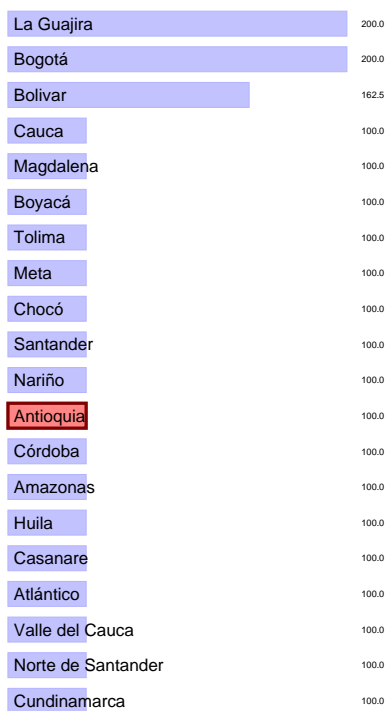 La Guajira 200.0
Bogotá 200.0
Bolivar 162.5
Cauca 100.0
Magdalena 100.0
Boyacá 100.0
Tolima 100.0
Meta 100.0
Chocó 100.0
Santander 100.0
Nariño 100.0
Antioquia 100.0
Córdoba 100.0
Amazonas 100.0
Huila 100.0
Casanare 100.0
Atlántico 100.0
Valle del Cauca 100.0
Norte de Santander 100.0
Cundinamarca 100.0